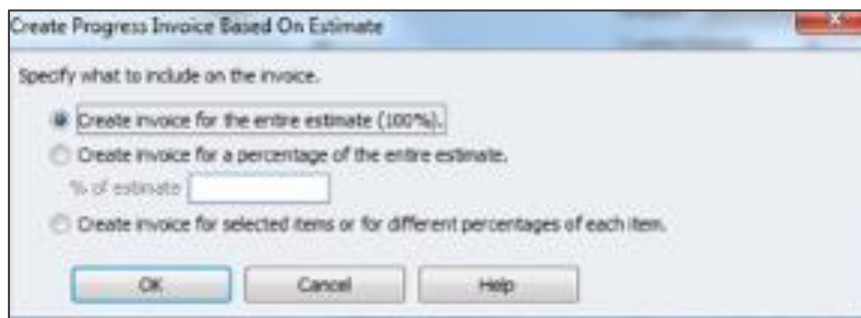 Create Progress Invoice Based On Estimate
Specify what to include on the invoice.
Create invoice for the entire estimate (100%).
Create invoice for a percentage of the entire estimate.
% of estimate
Create invoice for selected items or for different percentages of each item.
OK Cancel Help